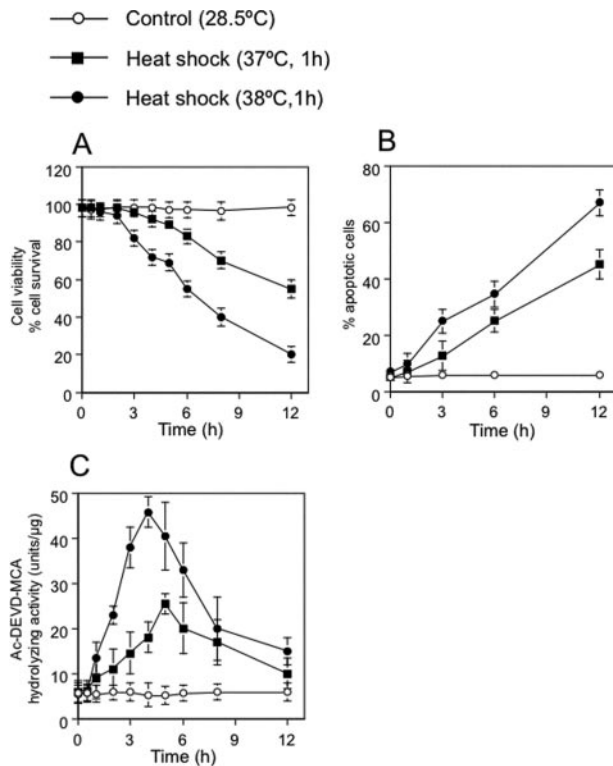 Control (28.5ºC)
Heat shock (37ºC, 1h)
Heat shock (38ºC,1h)
A
120
100
80
60
40
20
0
Cell viability
% cell survival
0 3 6 9 12
Time (h)
B
80
60
40
20
0
% apoptotic cells
0 3 6 9 12
Time (h)
C
50
40
30
20
10
0
Ac-DEVD-MCA
hydrolyzing activity (units/µg)
0 3 6 9 12
Time (h)